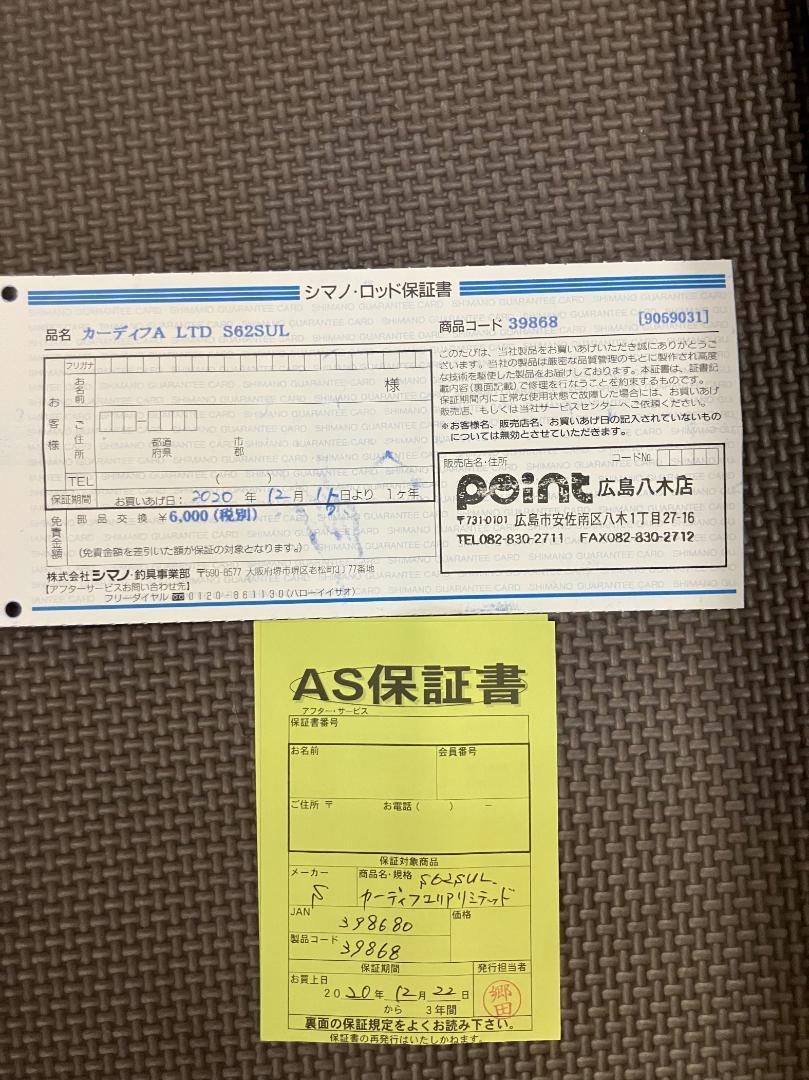 シマノ・ロッド保証書
品名 カーディフA LTD S62SUL
商品コード 39868 [9059031]
フリガナ
お客様
お名前
様
ご住所
都道府県
市郡
TEL ( )
保証期間 お買いあげ日：2020 年 12 月 日より 1ヶ年
免責金額
部品交換 ¥6,000(税別)
(免責金額を差引いた額が保証の対象となります。)
株式会社シマノ・釣具事業部 〒590-8577 大阪府堺市堺区老松町3丁77番地
【アフターサービスお問い合わせ先】
フリーダイヤル 0120-861130(ハローイイサオ)
このたびは、当社製品をお買いあげいただき誠にありがとうご
ざいます。当社の製品は厳密な品質管理のもとに製作され高度
な技術を駆使した製品をお届けしております。本証書は、証書記
載内容(裏面記載)で修理を行なうことを約束するものです。
保証期間内に正常な使用状態で故障した場合には、お買いあげ
販売店、もしくは当社サービスセンターへご依頼ください。
※お客様名、販売店名、お買いあげ日の記入されていないもの
については無効とさせていただきます。
販売店名・住所 コードNo.
point 広島八木店
〒731-0101 広島市安佐南区八木1丁目27-16
TEL082-830-2711 FAX082-830-2712
SHIMANO GUARANTEE CARD
AS保証書
アフター・サービス
保証書番号
お名前 会員番号
ご住所 〒 お電話( ) −
保証対象商品
メーカー S
商品名・規格 S62SUL
カーディフエリアリミテッド
JAN 398680
価格
製品コード 39868
保証期間
発行担当者
お買上日
2020年 12月 22日
から 3年間
郷田
裏面の保証規定をよくお読み下さい。
保証書の再発行はいたしかねます。